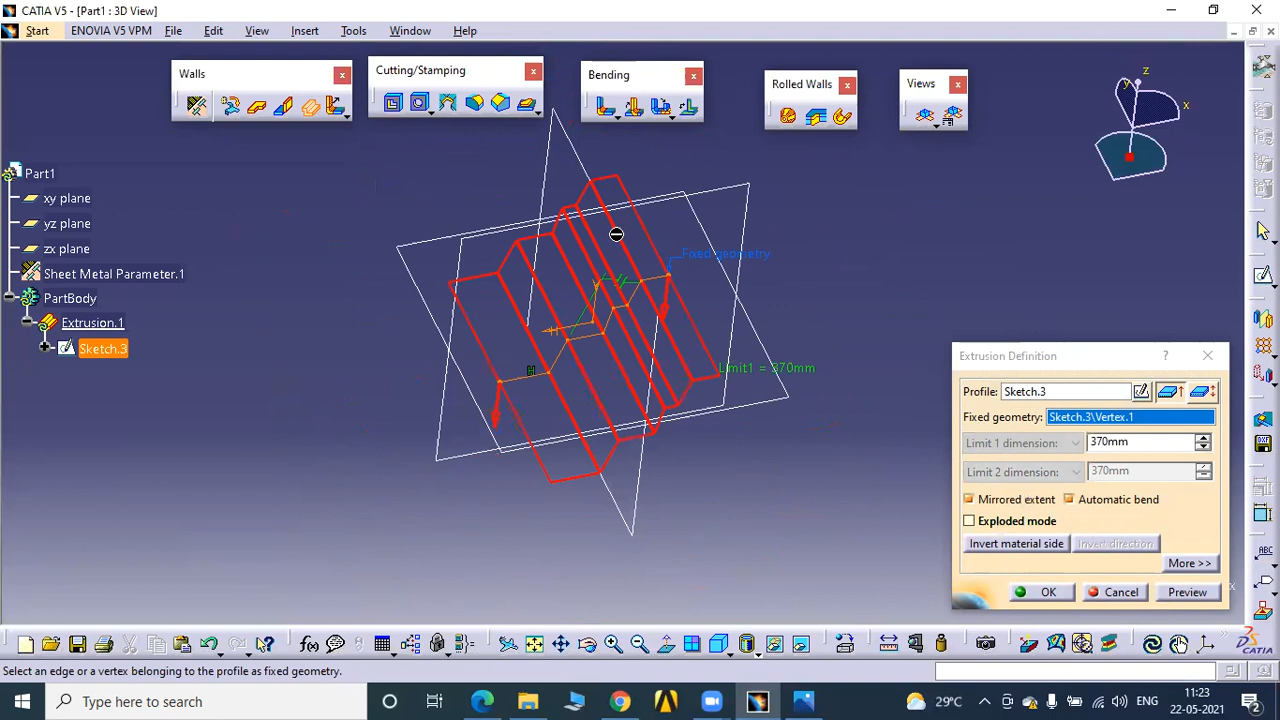 CATIA V5 - [Part1 : 3D View]
Start ENOVIA V5 VPM File Edit View Insert Tools Window Help
Walls x
Cutting/Stamping x
Bending x
Rolled Walls x
Views x
z
y
x
Part1
xy plane
yz plane
zx plane
Sheet Metal Parameter.1
PartBody
Extrusion.1
Sketch.3
Fixed geometry
Limit1 = 370mm
H
Extrusion Definition ?
Profile: Sketch.3
Fixed geometry: Sketch.3\Vertex.1
Limit 1 dimension: 370mm
Limit 2 dimension: 370mm
Mirrored extent Automatic bend
Exploded mode
Invert material side Invert direction
More >>
OK Cancel Preview
x
ABC
f(x)
CATIA
Select an edge or a vertex belonging to the profile as fixed geometry.
Type here to search
29°C ENG 11:23
22-05-2021
2